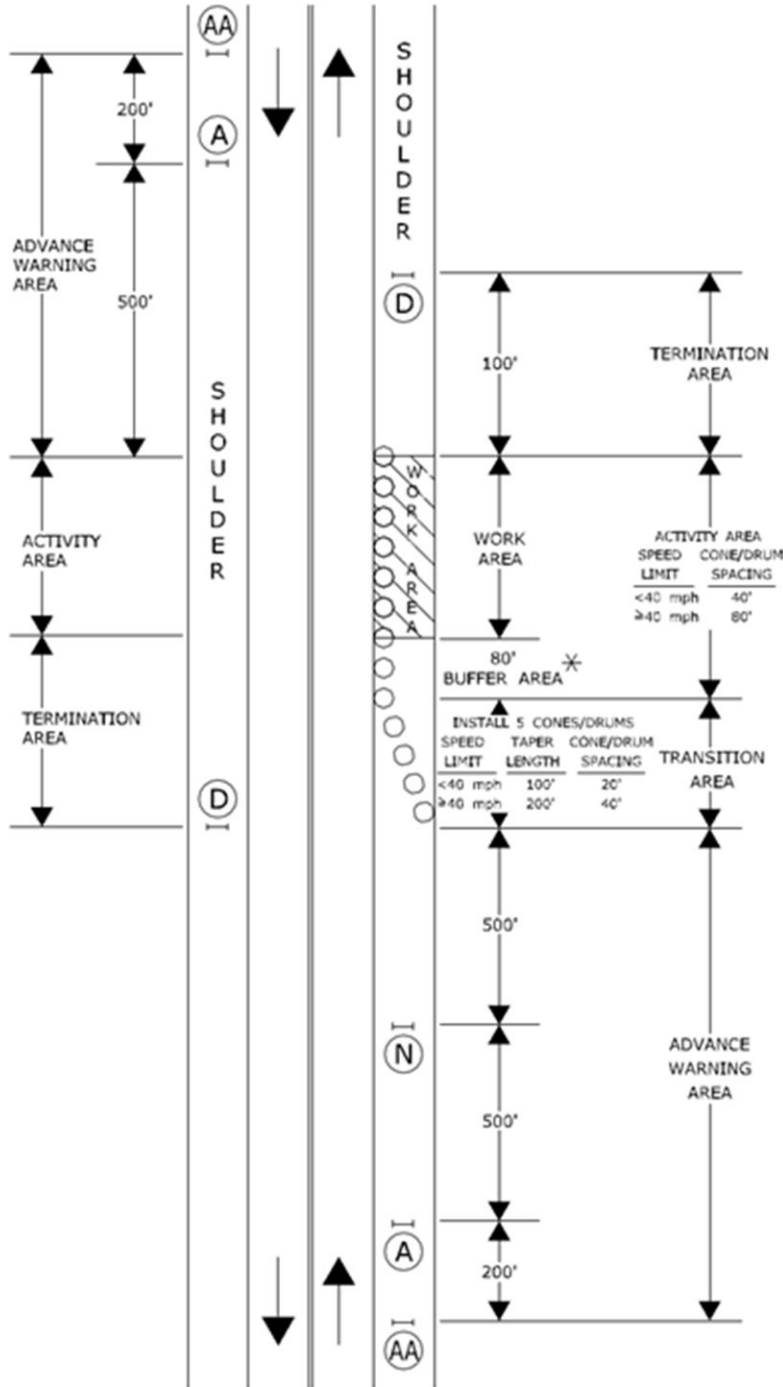 AA
200'
A
ADVANCE
WARNING
AREA
500'
SHOULDER
ACTIVITY
AREA
TERMINATION
AREA
D
SHOULDER
D
100'
TERMINATION
AREA
WORK AREA
WORK
AREA
ACTIVITY AREA
SPEED CONE/DRUM
LIMIT SPACING
<40 mph 40'
≥40 mph 80'
80' *
BUFFER AREA
INSTALL 5 CONES/DRUMS
SPEED TAPER CONE/DRUM
LIMIT LENGTH SPACING
<40 mph 100' 20'
≥40 mph 200' 40'
TRANSITION
AREA
500'
N
500'
ADVANCE
WARNING
AREA
A
200'
AA